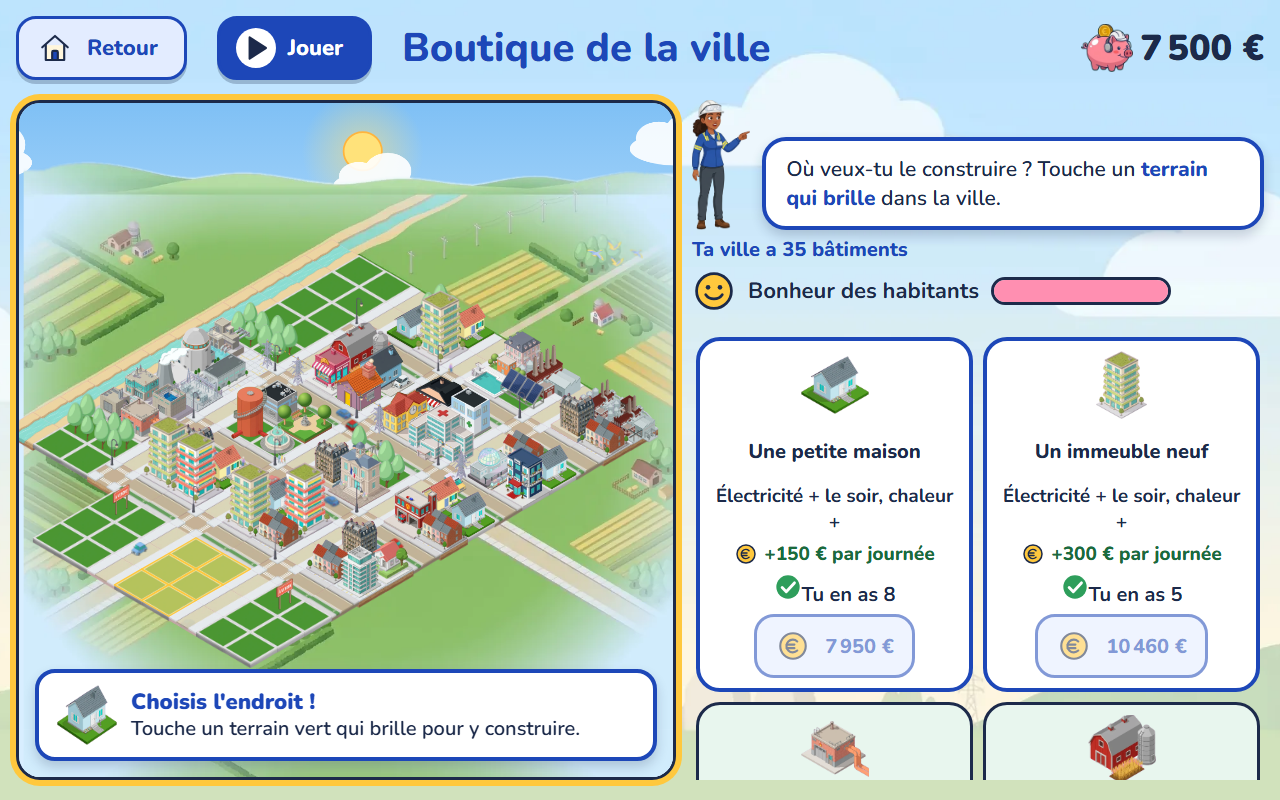 Retour
Jouer
Boutique de la ville
7 500 €
Où veux-tu le construire ? Touche un terrain
qui brille dans la ville.
Ta ville a 35 bâtiments
Bonheur des habitants
Une petite maison
Électricité + le soir, chaleur
+
+150 € par journée
Tu en as 8
7 950 €
Un immeuble neuf
Électricité + le soir, chaleur
+
+300 € par journée
Tu en as 5
10 460 €
Choisis l'endroit !
Touche un terrain vert qui brille pour y construire.